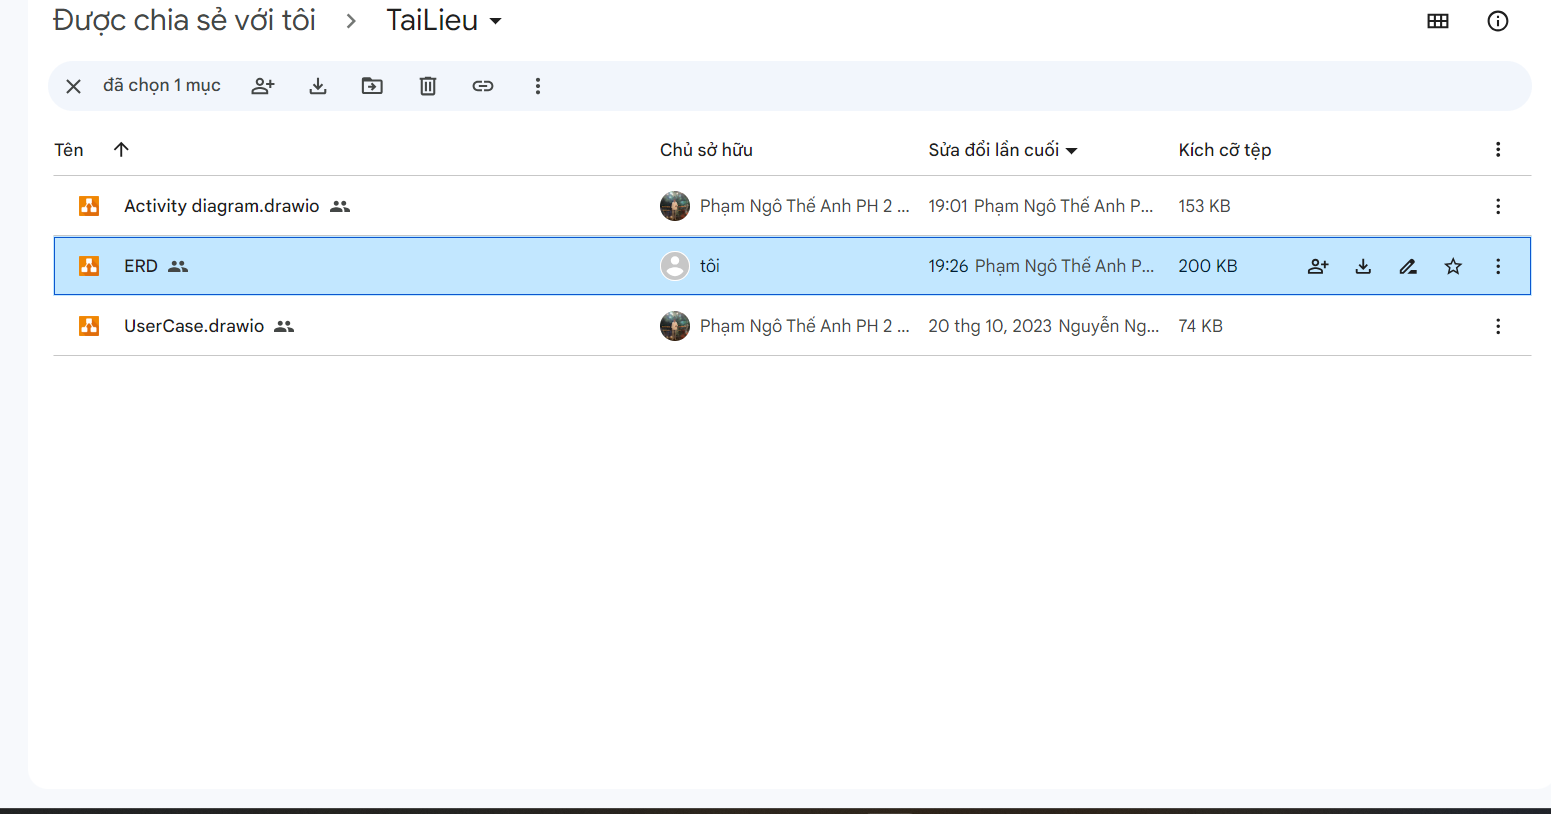 Được chia sẻ với tôi > TaiLieu
đã chọn 1 mục
Tên Chủ sở hữu Sửa đổi lần cuối Kích cỡ tệp
Activity diagram.drawio Phạm Ngô Thế Anh PH 2 ... 19:01 Phạm Ngô Thế Anh P... 153 KB
ERD tôi 19:26 Phạm Ngô Thế Anh P... 200 KB
UserCase.drawio Phạm Ngô Thế Anh PH 2 ... 20 thg 10, 2023 Nguyễn Ng... 74 KB